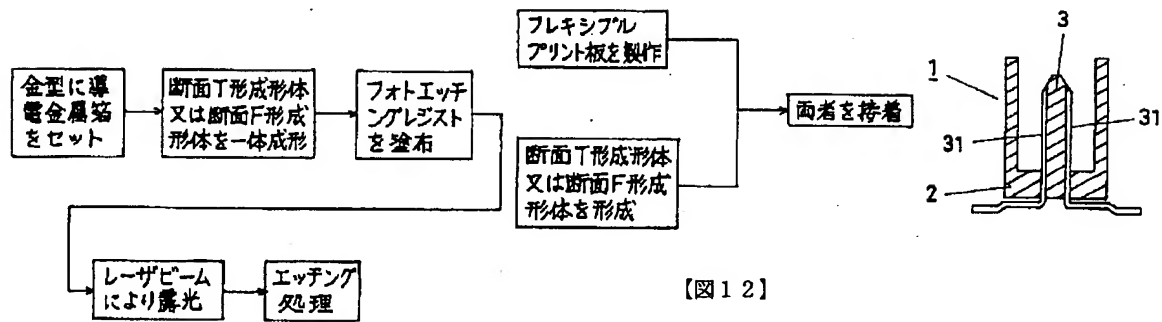 金型に導
電金属箔
をセット
断面T形成形体
又は断面F形成
形体を一体成形
フォトエッチ
ングレジスト
を塗布
レーザビーム
により露光
エッチング
処理
フレキシブル
プリント板を製作
断面T形成形体
又は断面F形成
形体を形成
両者を接着
【図12】
3
1
31
31
2